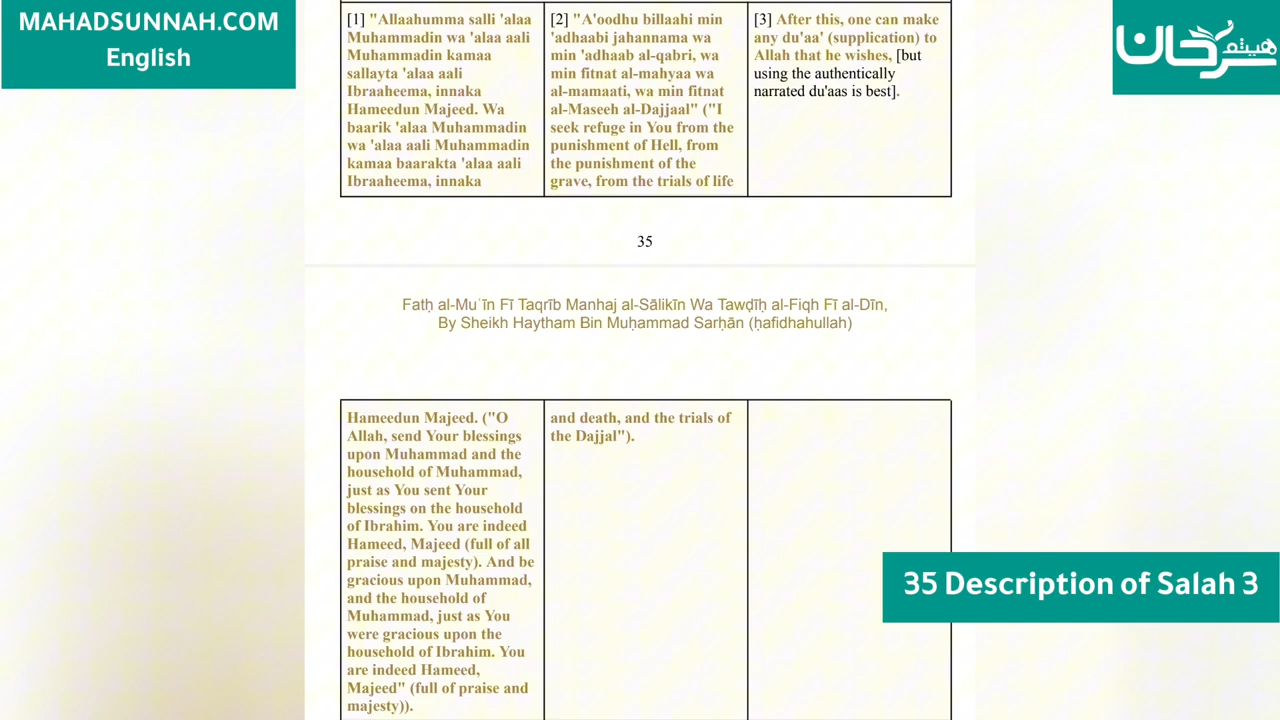 MAHADSUNNAH.COM
English
هيثم
سرحان
[1] "Allaahumma salli 'alaa
Muhammadin wa 'alaa aali
Muhammadin kamaa
sallayta 'alaa aali
Ibraaheema, innaka
Hameedun Majeed. Wa
baarik 'alaa Muhammadin
wa 'alaa aali Muhammadin
kamaa baarakta 'alaa aali
Ibraaheema, innaka
[2] "A'oodhu billaahi min
'adhaabi jahannama wa
min 'adhaab al-qabri, wa
min fitnat al-mahyaa wa
al-mamaati, wa min fitnat
al-Maseeh al-Dajjaal" ("I
seek refuge in You from the
punishment of Hell, from
the punishment of the
grave, from the trials of life
[3] After this, one can make
any du'aa' (supplication) to
Allah that he wishes, [but
using the authentically
narrated du'aas is best].
35
Fatḥ al-Muʿīn Fī Taqrīb Manhaj al-Sālikīn Wa Tawḍīḥ al-Fiqh Fī al-Dīn,
By Sheikh Haytham Bin Muḥammad Sarḥān (ḥafidhahullah)
Hameedun Majeed. ("O
Allah, send Your blessings
upon Muhammad and the
household of Muhammad,
just as You sent Your
blessings on the household
of Ibrahim. You are indeed
Hameed, Majeed (full of all
praise and majesty). And be
gracious upon Muhammad,
and the household of
Muhammad, just as You
were gracious upon the
household of Ibrahim. You
are indeed Hameed,
Majeed" (full of praise and
majesty)).
and death, and the trials of
the Dajjal").
35 Description of Salah 3